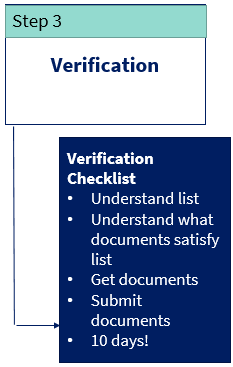 Step 3
Verification
Verification
Checklist
• Understand list
• Understand what
documents satisfy
list
• Get documents
• Submit
documents
• 10 days!